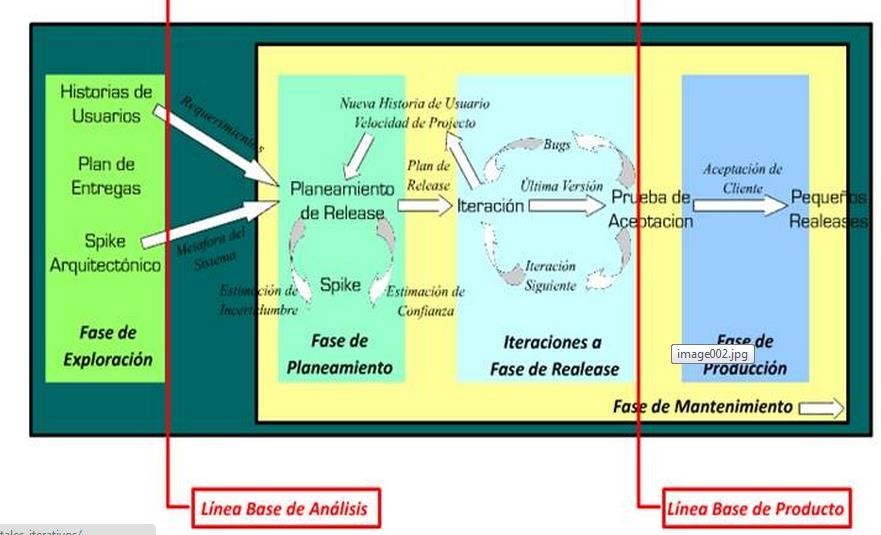 Historias de
Usuarios
Plan de
Entregas
Spike
Arquitectónico
Fase de
Exploración
Requerimientos
Metafora del
Sistema
Nueva Historia de Usuario
Velocidad de Projecto
Planeamiento
de Release
Spike
Estimación de
Incertidumbre
Estimación de
Confianza
Fase de
Planeamiento
Plan de
Release
Iteración
Bugs
Última Versión
Iteración
Siguiente
Prueba de
Aceptacion
Iteraciones a
Fase de Realease
Aceptación de
Cliente
Pequeños
Realeases
Fase de
Producción
image002.jpg
Fase de Mantenimiento
Línea Base de Análisis
Línea Base de Producto